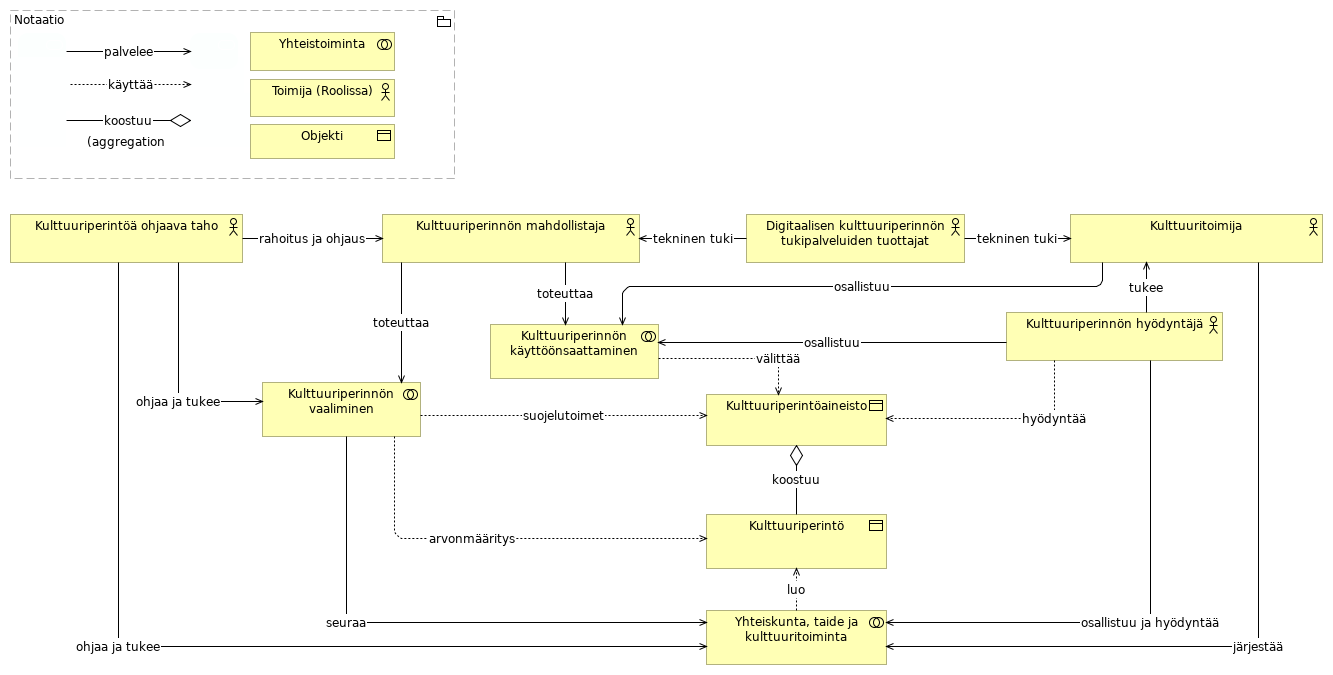 Notaatio
palvelee
käyttää
koostuu
(aggregation
Yhteistoiminta
Toimija (Roolissa)
Objekti
Kulttuuriperintöä ohjaava taho
rahoitus ja ohjaus
Kulttuuriperinnön mahdollistaja
tekninen tuki
Digitaalisen kulttuuriperinnön
tukipalveluiden tuottajat
tekninen tuki
Kulttuuritoimija
toteuttaa
osallistuu
tukee
toteuttaa
Kulttuuriperinnön
käyttöönsaattaminen
osallistuu
Kulttuuriperinnön hyödyntäjä
välittää
ohjaa ja tukee
Kulttuuriperinnön
vaaliminen
suojelutoimet
Kulttuuriperintöaineisto
hyödyntää
koostuu
arvonmääritys
Kulttuuriperintö
luo
seuraa
Yhteiskunta, taide ja
kulttuuritoiminta
osallistuu ja hyödyntää
ohjaa ja tukee
järjestää